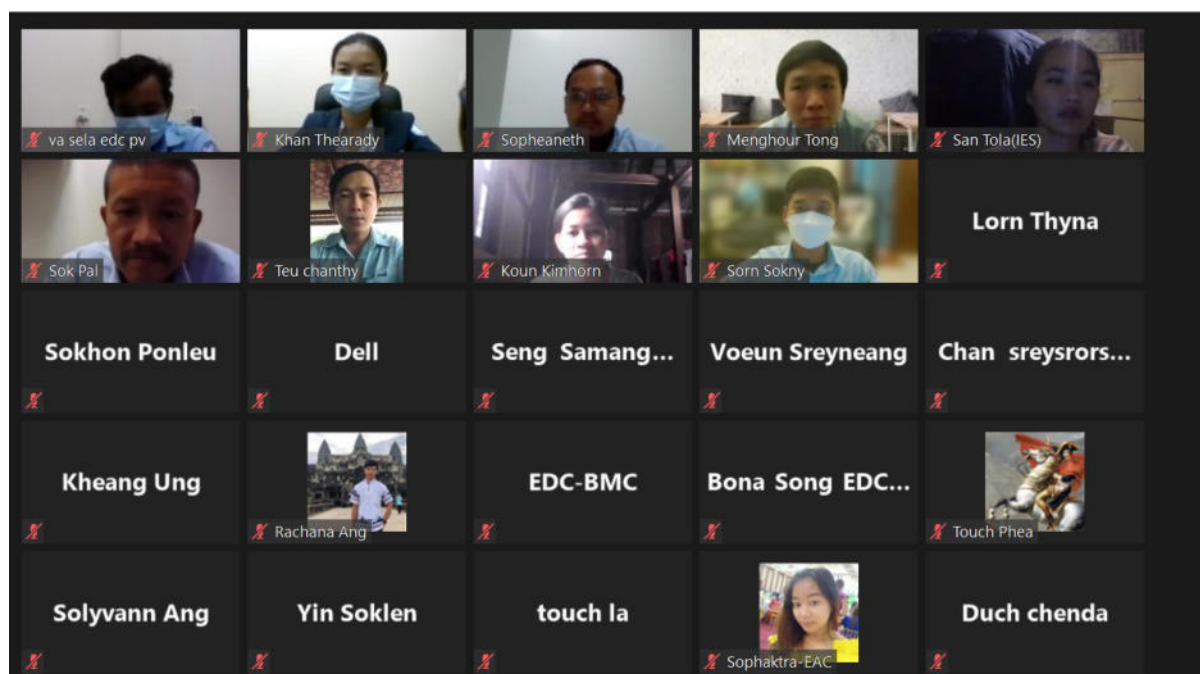 va sela edc pv
Khan Thearady
Sopheaneth
Menghour Tong
San Tola(IES)
Sok Pal
Teu chanthy
Koun Kimhorn
Sorn Sokny
Lorn Thyna
Sokhon Ponleu
Dell
Seng Samang...
Voeun Sreyneang
Chan sreysrors...
Kheang Ung
Rachana Ang
EDC-BMC
Bona Song EDC...
Touch Phea
Solyvann Ang
Yin Soklen
touch la
Sophaktra-EAC
Duch chenda